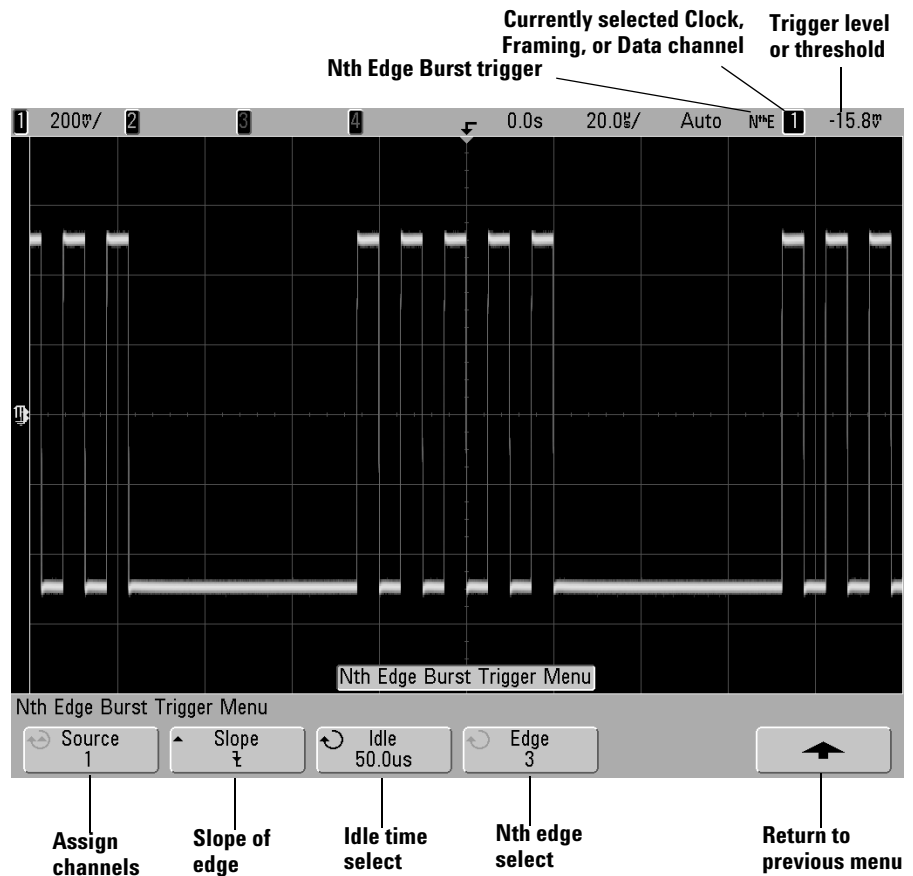 Currently selected Clock,
Framing, or Data channel
Trigger level
or threshold
Nth Edge Burst trigger
1 200mV/ 2 3 4 0.0s 20.0us/ Auto NthE 1 -15.8mV
Nth Edge Burst Trigger Menu
Nth Edge Burst Trigger Menu
Source
1
Slope
Idle
50.0us
Edge
3
Assign
channels
Slope of
edge
Idle time
select
Nth edge
select
Return to
previous menu